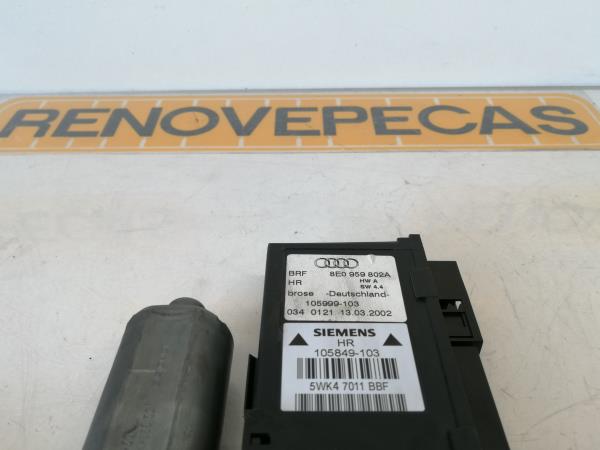 RENOVEPECAS
BRF 8E0 959 802A
HR HW A
SW 4.4
brose -Deutschland-
105999-103
034 0121 13.03.2002
SIEMENS
HR
105849-103
5WK4 7011 BBF